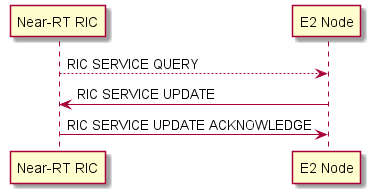 Near-RT RIC
E2 Node
RIC SERVICE QUERY
RIC SERVICE UPDATE
RIC SERVICE UPDATE ACKNOWLEDGE
Near-RT RIC
E2 Node